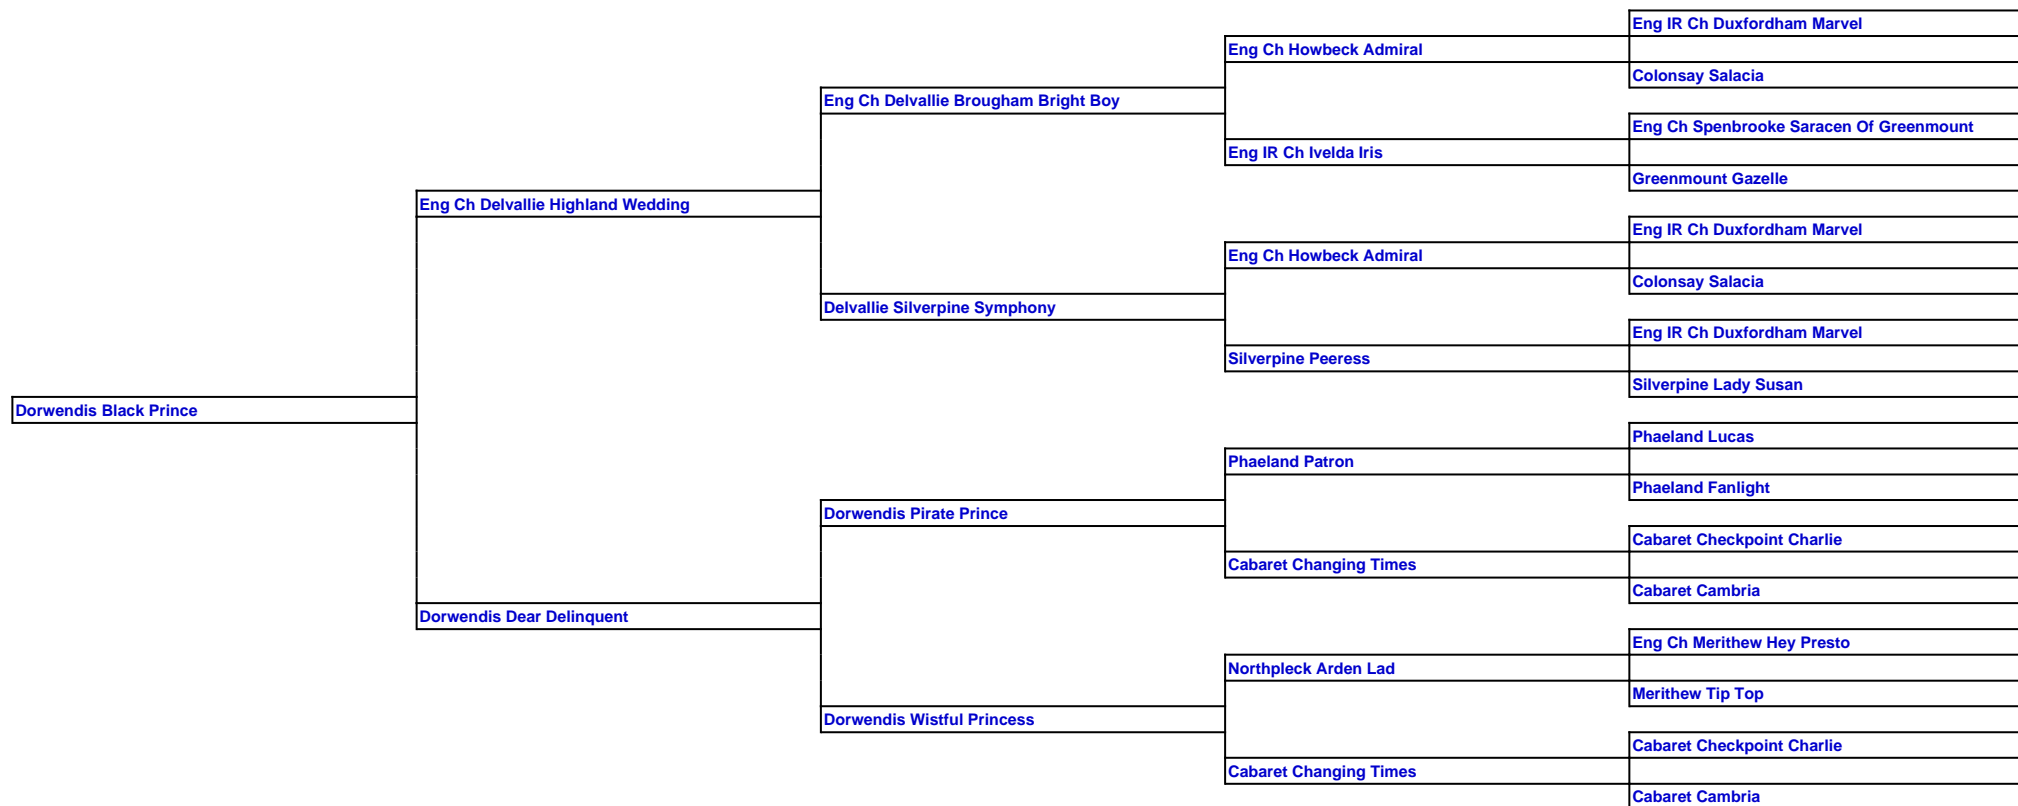 Eng IR Ch Duxfordham Marvel
Eng Ch Howbeck Admiral
Colonsay Salacia
Eng Ch Delvallie Brougham Bright Boy
Eng Ch Spenbrooke Saracen Of Greenmount
Eng IR Ch Ivelda Iris
Greenmount Gazelle
Eng Ch Delvallie Highland Wedding
Eng IR Ch Duxfordham Marvel
Eng Ch Howbeck Admiral
Colonsay Salacia
Delvallie Silverpine Symphony
Eng IR Ch Duxfordham Marvel
Silverpine Peeress
Silverpine Lady Susan
Dorwendis Black Prince
Phaeland Lucas
Phaeland Patron
Phaeland Fanlight
Dorwendis Pirate Prince
Cabaret Checkpoint Charlie
Cabaret Changing Times
Cabaret Cambria
Dorwendis Dear Delinquent
Eng Ch Merithew Hey Presto
Northpleck Arden Lad
Merithew Tip Top
Dorwendis Wistful Princess
Cabaret Checkpoint Charlie
Cabaret Changing Times
Cabaret Cambria